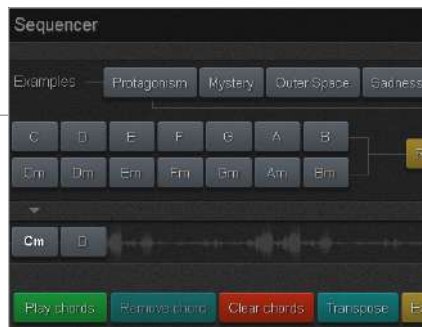 Sequencer
Examples Protagonism Mystery Outer Space Sadness
C D E F G A B
Cm Dm Em Fm Gm Am Bm
Cm D
Play chords Remove chord Clear chords Transpose